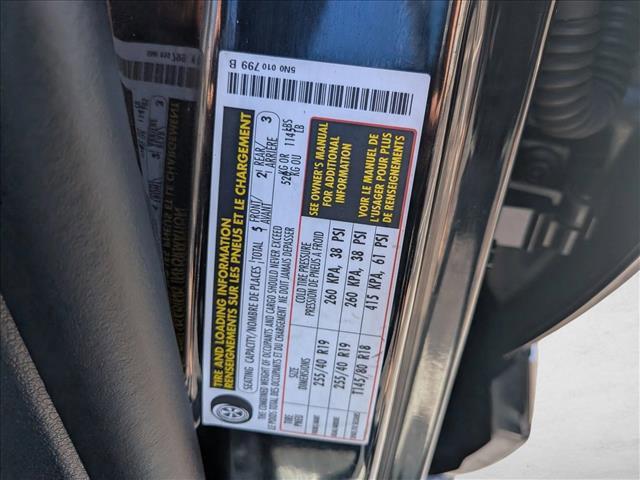 5N0 010 799 B
TIRE AND LOADING INFORMATION
RENSEIGNEMENTS SUR LES PNEUS ET LE CHARGEMENT
SEATING CAPACITY/NOMBRE DE PLACES TOTAL 5 FRONT/AVANT 2 REAR/ARRIÈRE 3
THE COMBINED WEIGHT OF OCCUPANTS AND CARGO SHOULD NEVER EXCEED KG OR LBS
LE POIDS TOTAL DES OCCUPANTS ET DU CHARGEMENT NE DOIT JAMAIS DÉPASSER KG OU LB
TIRE
PNEU
SIZE
DIMENSIONS
COLD TIRE PRESSURE
PRESSION DE PNEUS À FROID
255/40 R19 260 KPA, 38 PSI
255/40 R19 260 KPA, 38 PSI
T145/80 R18 415 KPA, 61 PSI
SEE OWNER'S MANUAL
FOR ADDITIONAL
INFORMATION
VOIR LE MANUEL DE
L'USAGER POUR PLUS
DE RENSEIGNEMENTS